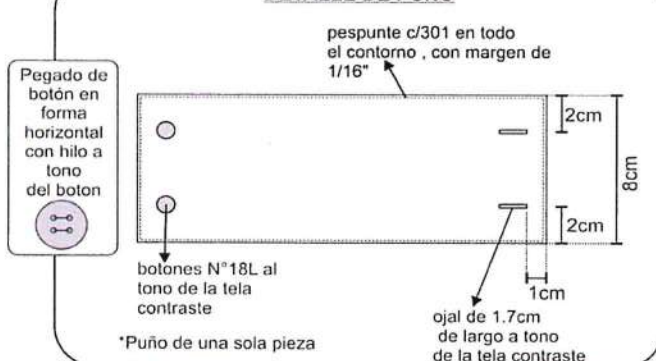 pespunte c/301 en todo
el contorno , con margen de
1/16"
Pegado de
botón en
forma
horizontal
con hilo a
tono
del boton
2cm
8cm
2cm
1cm
botones N°18L al
tono de la tela
contraste
ojal de 1.7cm
de largo a tono
de la tela contraste
*Puño de una sola pieza